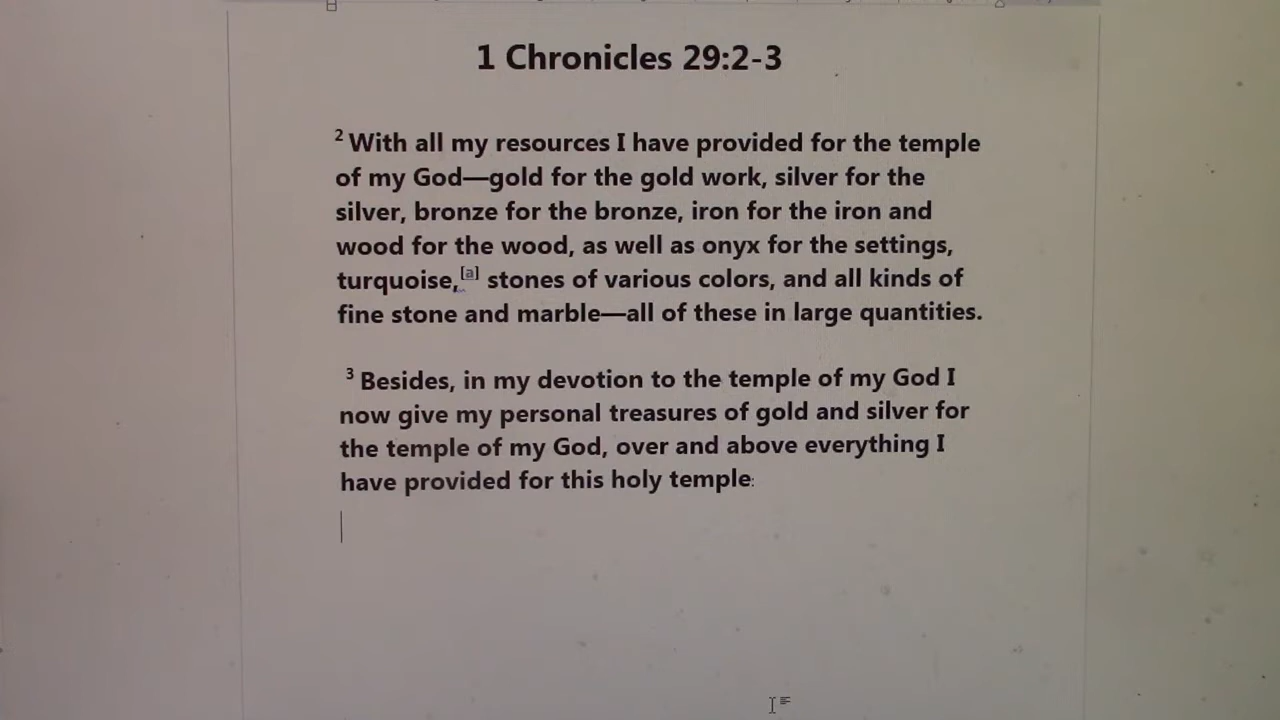 1 Chronicles 29:2-3
2 With all my resources I have provided for the temple
of my God—gold for the gold work, silver for the
silver, bronze for the bronze, iron for the iron and
wood for the wood, as well as onyx for the settings,
turquoise,[a] stones of various colors, and all kinds of
fine stone and marble—all of these in large quantities.
3 Besides, in my devotion to the temple of my God I
now give my personal treasures of gold and silver for
the temple of my God, over and above everything I
have provided for this holy temple: